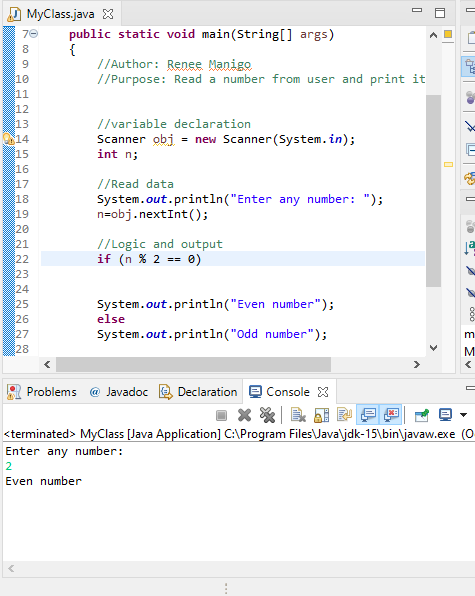 MyClass.java
7 public static void main(String[] args)
8 {
9 //Author: Renee Manigo
10 //Purpose: Read a number from user and print it
11
12
13 //variable declaration
14 Scanner obj = new Scanner(System.in);
15 int n;
16
17 //Read data
18 System.out.println("Enter any number: ");
19 n=obj.nextInt();
20
21 //Logic and output
22 if (n % 2 == 0)
23
24
25 System.out.println("Even number");
26 else
27 System.out.println("Odd number");
28
Problems @ Javadoc Declaration Console
<terminated> MyClass [Java Application] C:\Program Files\Java\jdk-15\bin\javaw.exe (O
Enter any number:
2
Even number